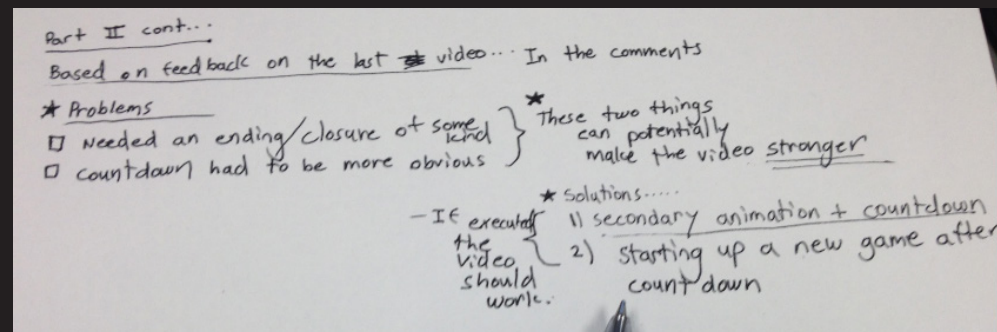 Part II cont...
Based on feedback on the last video... In the comments
★ Problems
□ Needed an ending/closure of some kind
□ countdown had to be more obvious
★ These two things
can potentially
make the video stronger
★ Solutions.....
1) secondary animation + countdown
2) starting up a new game after
countdown
- If executed
the
video
should
work.